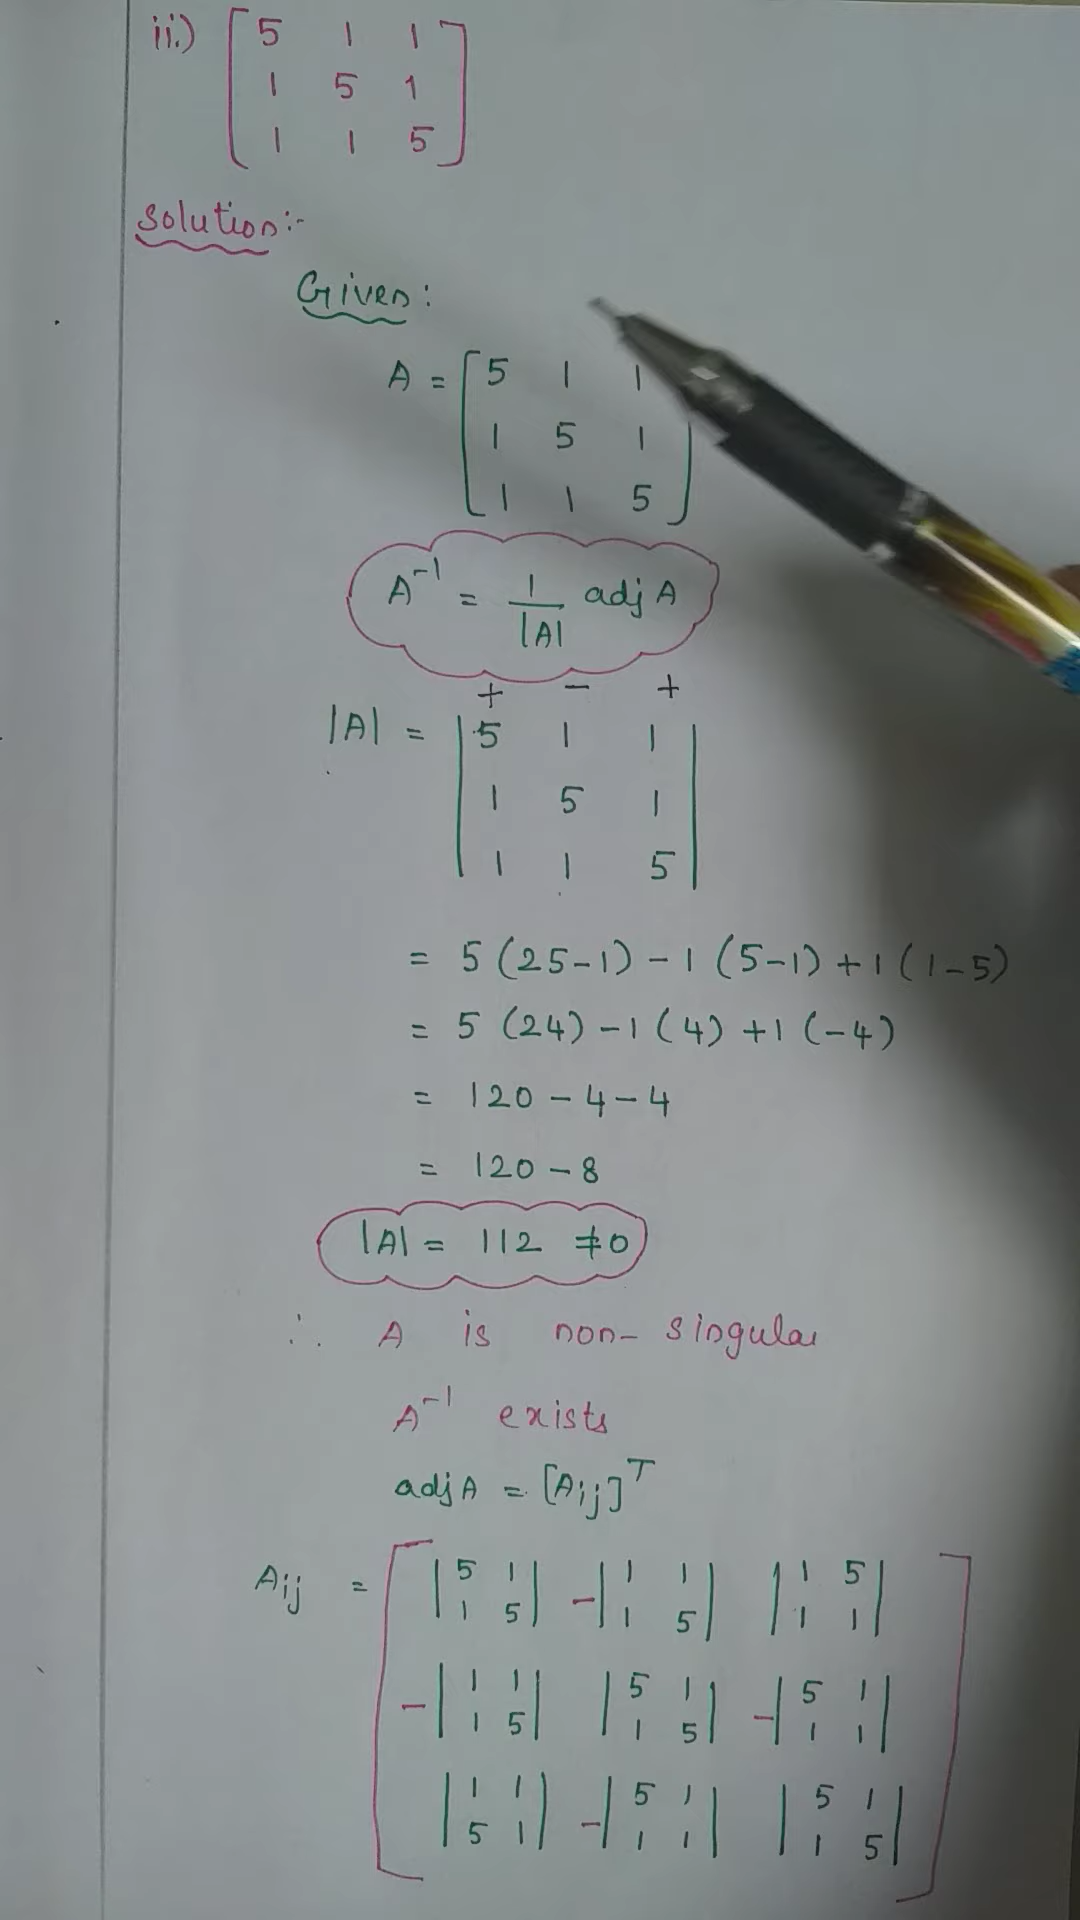 ii.) [5 1 1
1 5 1
1 1 5]
Solution:-
Given:
A = [5 1 1
1 5 1
1 1 5]
A⁻¹ = 1/|A| adj A
+ - +
|A| = |5 1 1|
|1 5 1|
|1 1 5|
= 5(25-1)-1(5-1)+1(1-5)
= 5(24)-1(4)+1(-4)
= 120-4-4
= 120-8
|A| = 112 ≠0
∴ A is non-singular
A⁻¹ exists
adj A = [Aij]ᵀ
Aij = [ |5 1| -|1 1| |1 5|
|1 5| |1 5| |1 1|
-|1 1| |5 1| -|5 1|
|1 5| |1 5| |1 1|
|1 1| -|5 1| |5 1|
|5 1| |1 1| |1 5| ]